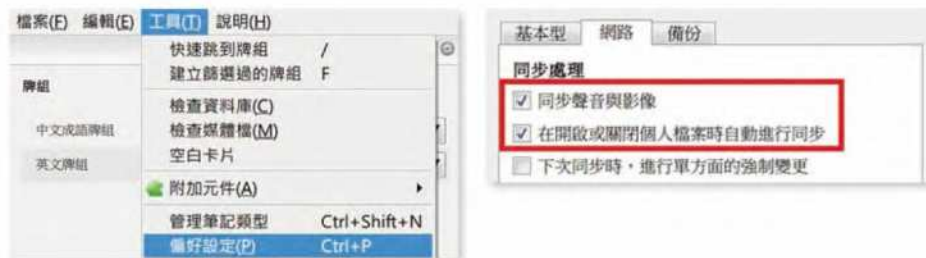 檔案(F) 編輯(E) 工具(T) 說明(H)
快速跳到牌組 /
建立篩選過的牌組 F
牌組
檢查資料庫(C)
中文成語牌組
檢查媒體檔(M)
空白卡片
英文牌組
附加元件(A)
管理筆記類型 Ctrl+Shift+N
偏好設定(P) Ctrl+P
基本型 網路 備份
同步處理
同步聲音與影像
在開啟或關閉個人檔案時自動進行同步
下次同步時，進行單方面的強制變更